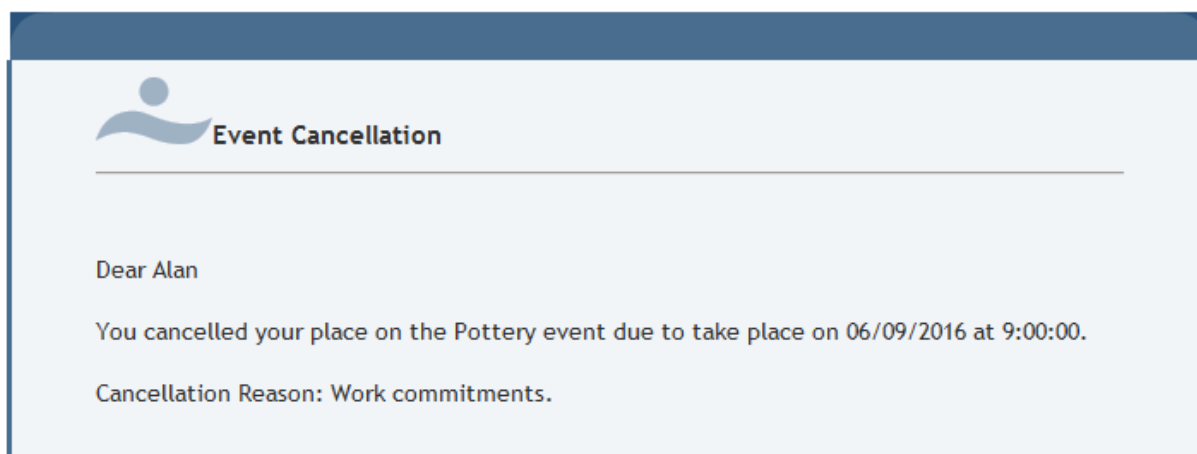 Event Cancellation
Dear Alan
You cancelled your place on the Pottery event due to take place on 06/09/2016 at 9:00:00.
Cancellation Reason: Work commitments.